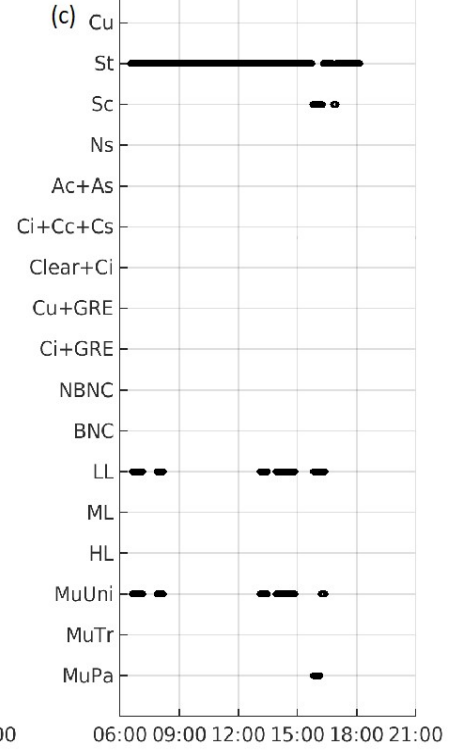 (c)
Cu
St
Sc
Ns
Ac+As
Ci+Cc+Cs
Clear+Ci
Cu+GRE
Ci+GRE
NBNC
BNC
LL
ML
HL
MuUni
MuTr
MuPa
00 06:00 09:00 12:00 15:00 18:00 21:00